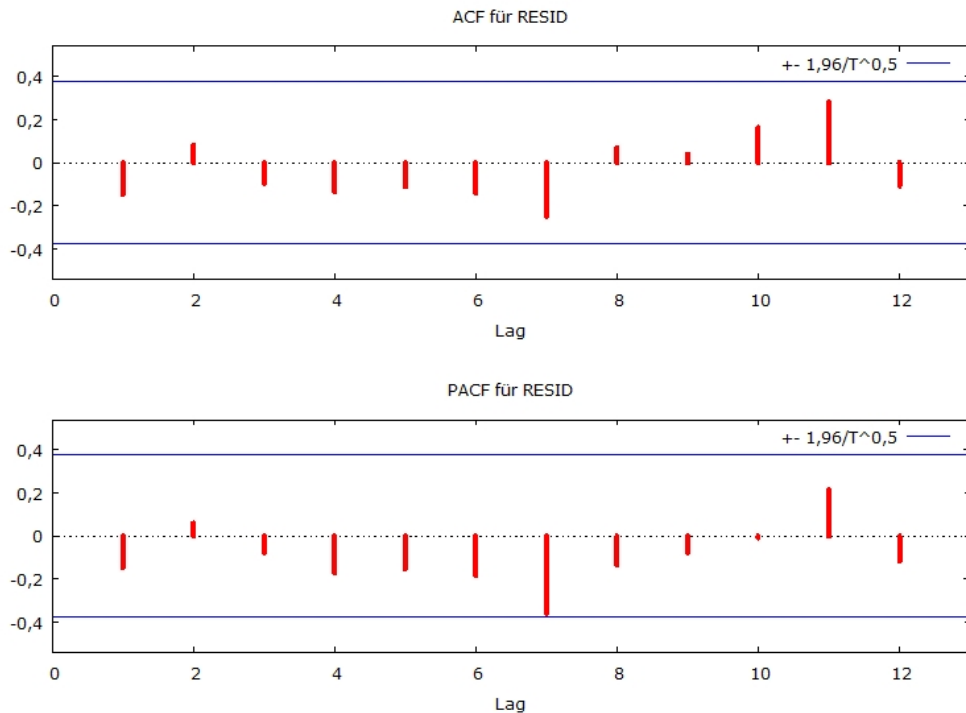 ACF für RESID
+- 1,96/T^0,5
0,4
0,2
0
-0,2
-0,4
0 2 4 6 8 10 12
Lag
PACF für RESID
+- 1,96/T^0,5
0,4
0,2
0
-0,2
-0,4
0 2 4 6 8 10 12
Lag